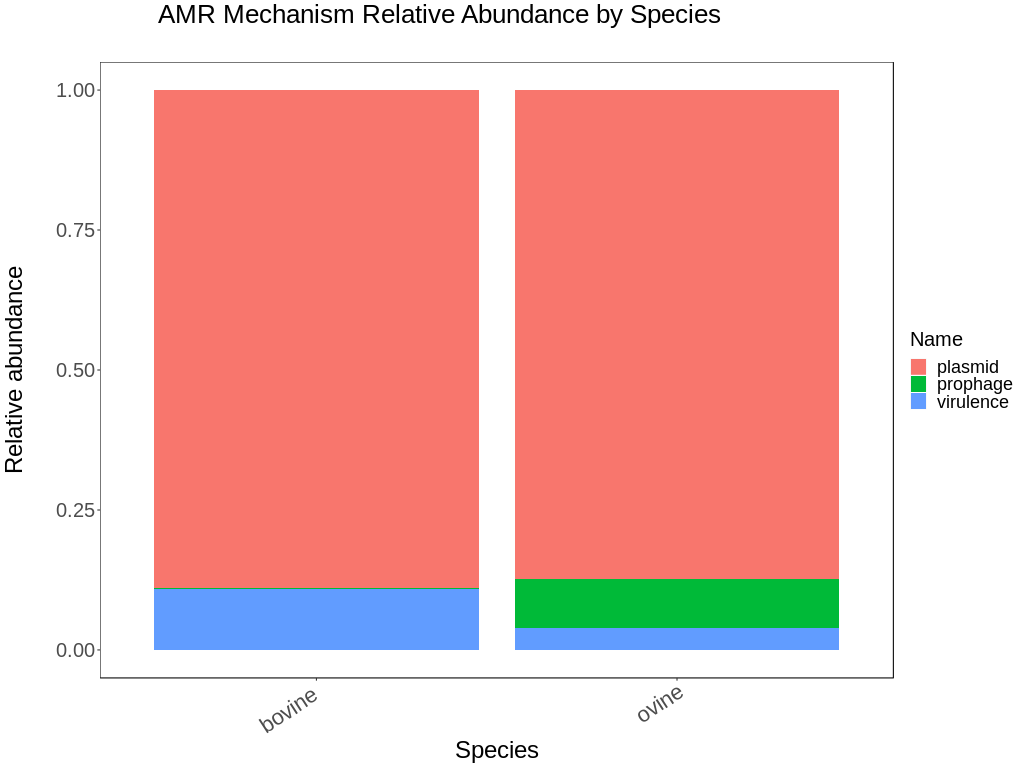 AMR Mechanism Relative Abundance by Species
Relative abundance
1.00
0.75
0.50
0.25
0.00
bovine
ovine
Species
Name
plasmid
prophage
virulence